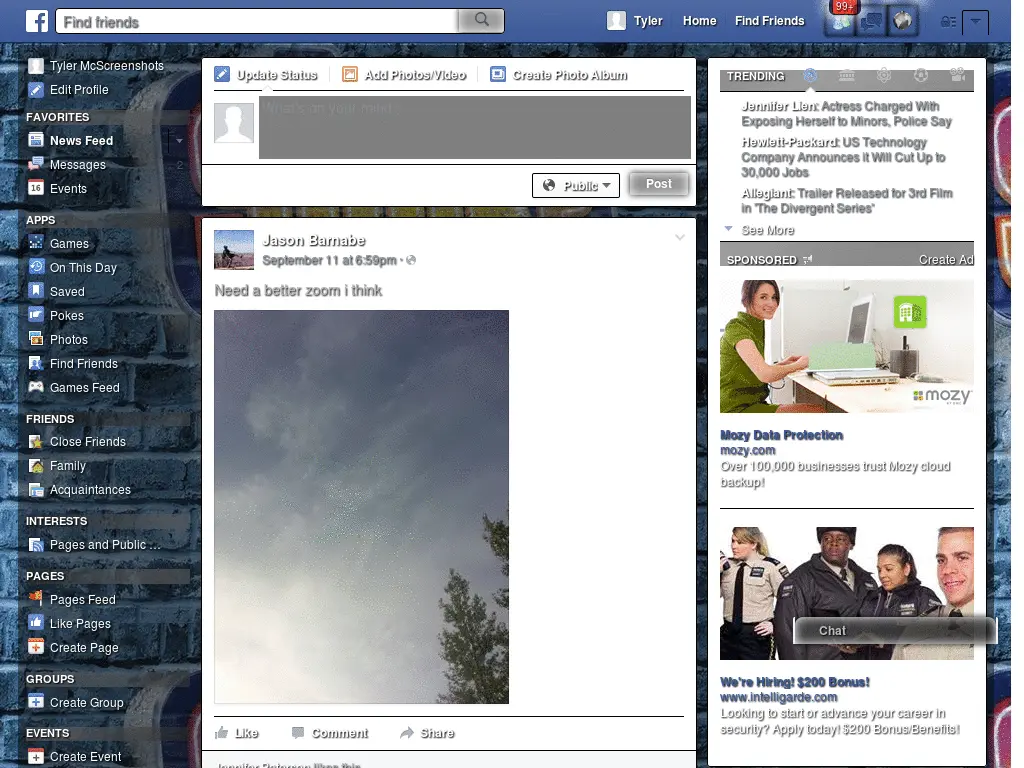 Find friends
Tyler
Home
Find Friends
99+
Tyler McScreenshots
Edit Profile
FAVORITES
News Feed
Messages
2
16
Events
APPS
Games
On This Day
Saved
Pokes
Photos
Find Friends
Games Feed
FRIENDS
Close Friends
Family
Acquaintances
INTERESTS
Pages and Public ...
PAGES
Pages Feed
Like Pages
Create Page
GROUPS
Create Group
EVENTS
Create Event
Update Status
Add Photos/Video
Create Photo Album
What's on your mind?
Public
Post
Jason Barnabe
September 11 at 6:59pm ·
Need a better zoom i think
Like
Comment
Share
Jennifer Peterson likes this.
TRENDING
Jennifer Lien: Actress Charged With
Exposing Herself to Minors, Police Say
Hewlett-Packard: US Technology
Company Announces It Will Cut Up to
30,000 Jobs
Allegiant: Trailer Released for 3rd Film
in 'The Divergent Series'
See More
SPONSORED
Create Ad
mozy
Mozy Data Protection
mozy.com
Over 100,000 businesses trust Mozy cloud
backup!
Chat
We're Hiring! $200 Bonus!
www.intelligarde.com
Looking to start or advance your career in
security? Apply today! $200 Bonus/Benefits!